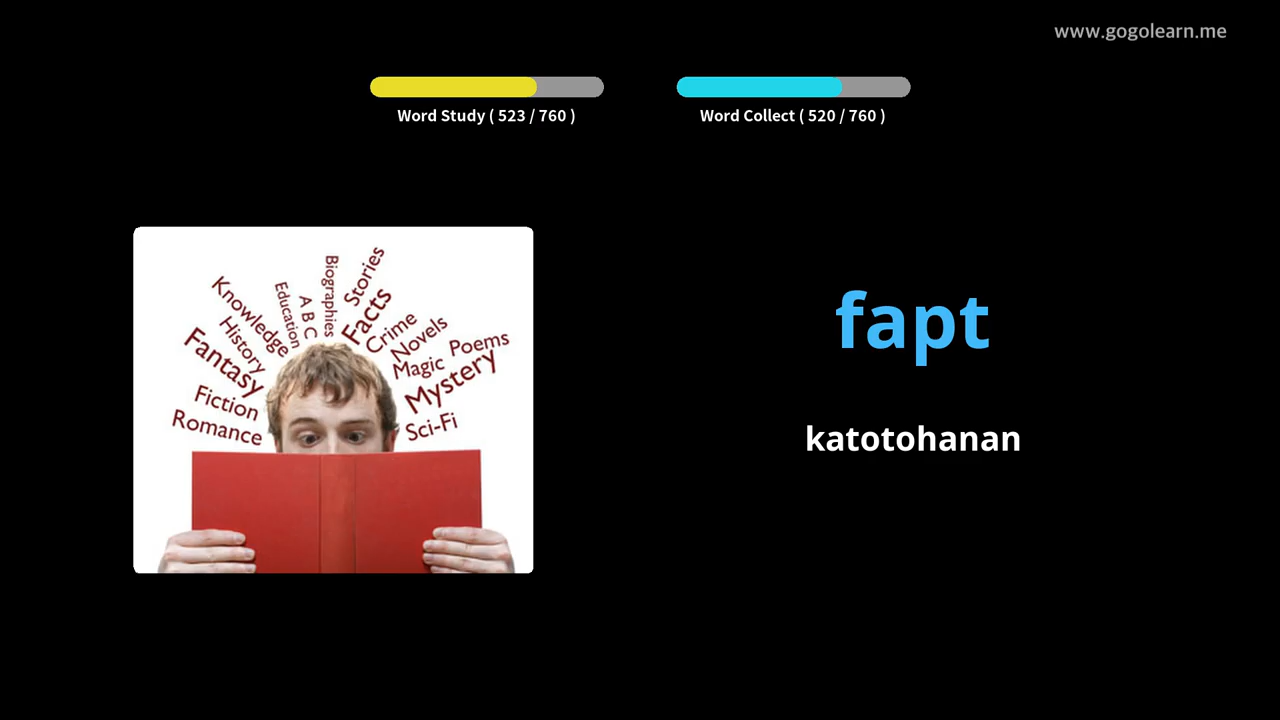 www.gogolearn.me
Word Study ( 523 / 760 )
Word Collect ( 520 / 760 )
Stories
Biographies
Facts
A B C
Education
Knowledge
Crime
Novels
History
Poems
Magic
Fantasy
Mystery
Fiction
Sci-Fi
Romance
fapt
katotohanan